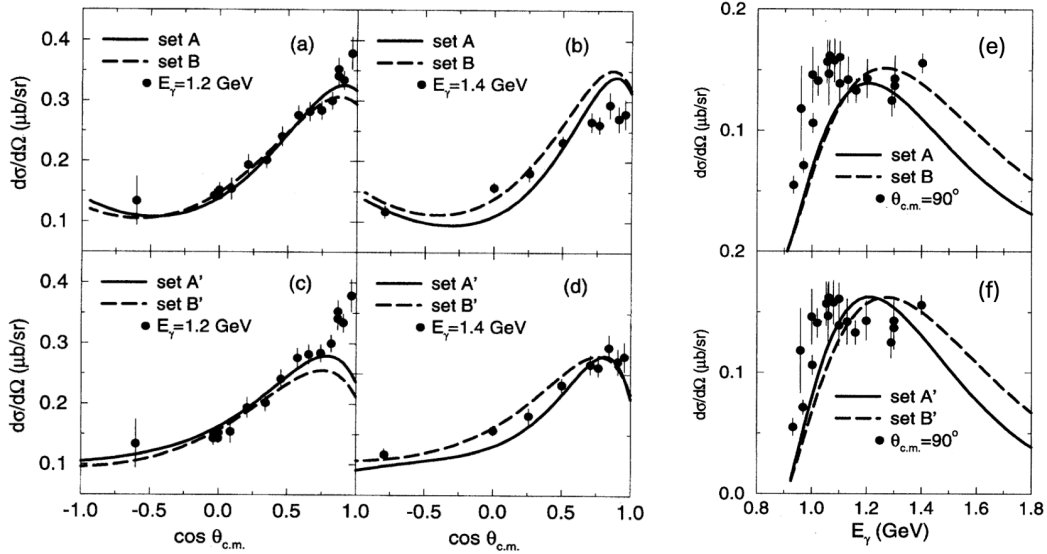 dσ/dΩ (μb/sr)
0.4
0.3
0.2
0.1
set A
set B
E_γ=1.2 GeV
(a)
set A
set B
E_γ=1.4 GeV
(b)
dσ/dΩ (μb/sr)
0.4
0.3
0.2
0.1
set A'
set B'
E_γ=1.2 GeV
(c)
set A'
set B'
E_γ=1.4 GeV
(d)
-1.0 -0.5 0.0 0.5 1.0
-0.5 0.0 0.5 1.0
cos θ_c.m.
cos θ_c.m.
dσ/dΩ (μb/sr)
0.2
0.1
0.2
(e)
set A
set B
θ_c.m.=90°
dσ/dΩ (μb/sr)
0.1
0.0
(f)
set A'
set B'
θ_c.m.=90°
0.8 1.0 1.2 1.4 1.6 1.8
E_γ (GeV)